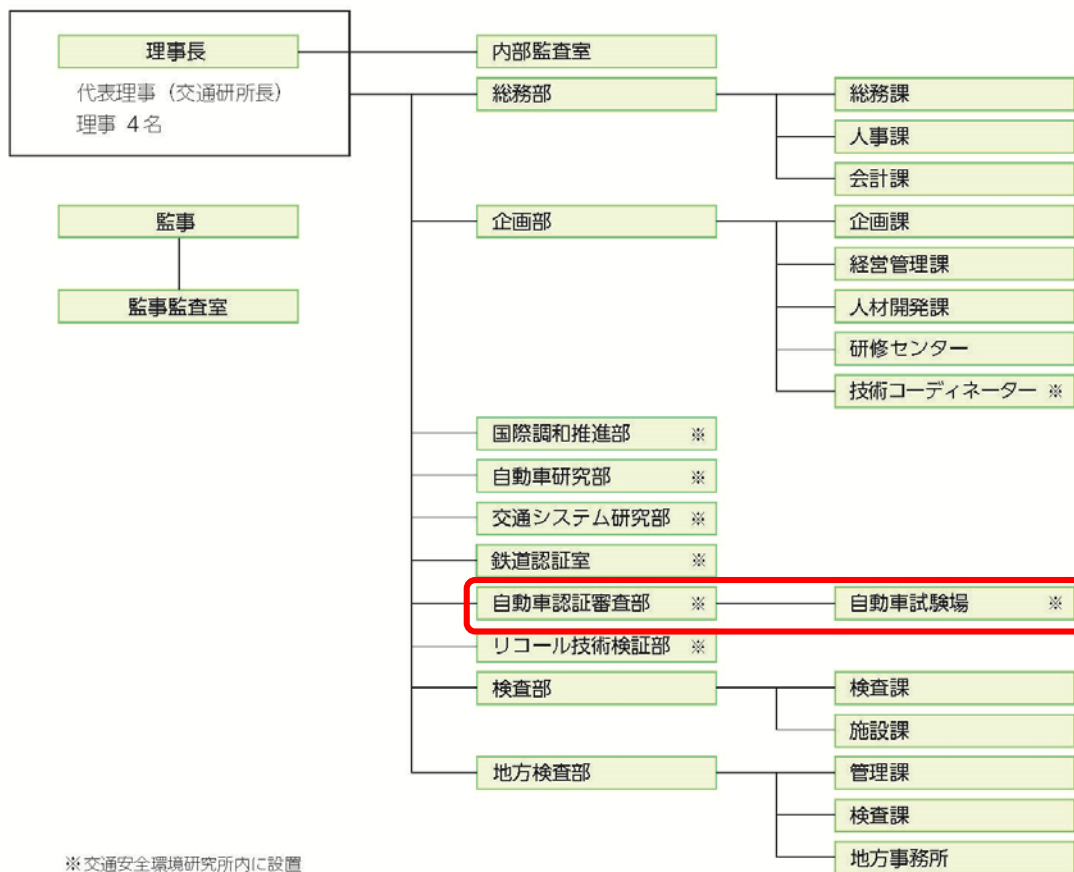 理事長
代表理事（交通研所長）
理事 4名
監事
監事監査室
内部監査室
総務部
総務課
人事課
会計課
企画部
企画課
経営管理課
人材開発課
研修センター
技術コーディネーター ※
国際調和推進部 ※
自動車研究部 ※
交通システム研究部 ※
鉄道認証室 ※
自動車認証審査部 ※
自動車試験場 ※
リコール技術検証部 ※
検査部
検査課
施設課
地方検査部
管理課
検査課
地方事務所
※交通安全環境研究所内に設置